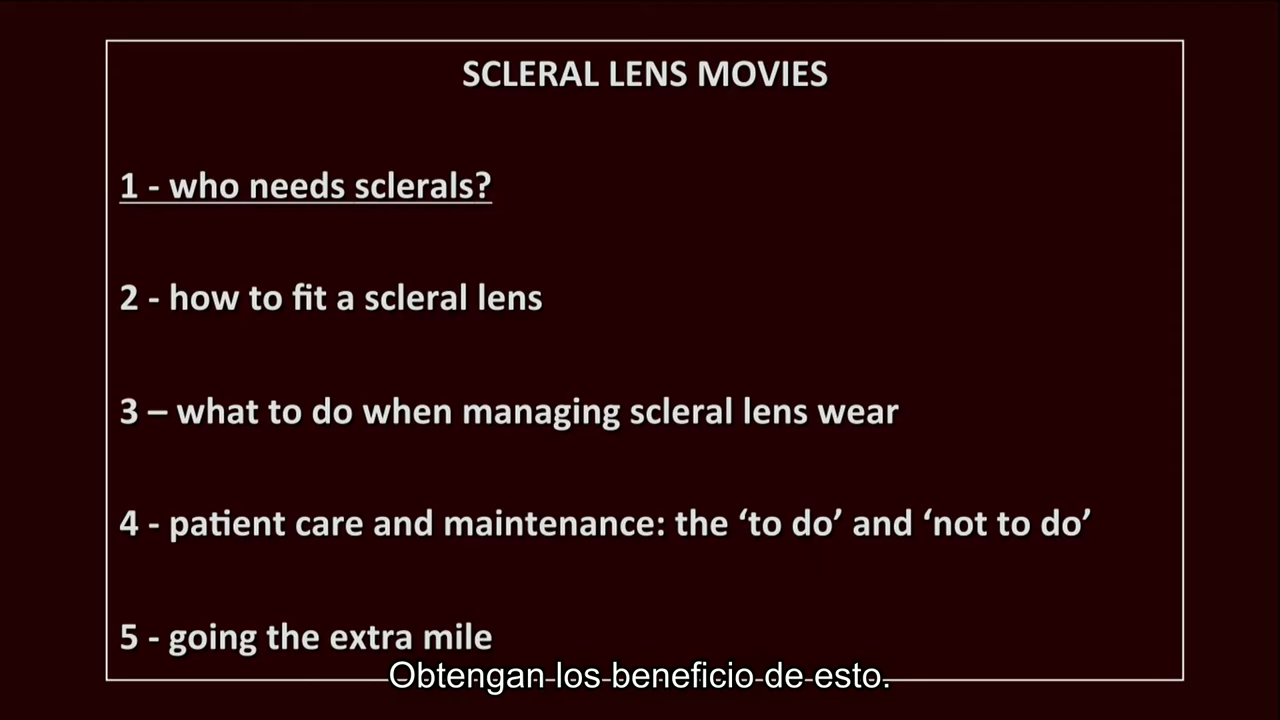 SCLERAL LENS MOVIES
1 - who needs sclerals?
2 - how to fit a scleral lens
3 – what to do when managing scleral lens wear
4 - patient care and maintenance: the ‘to do’ and ‘not to do’
5 - going the extra mile
Obtengan los beneficio de esto.